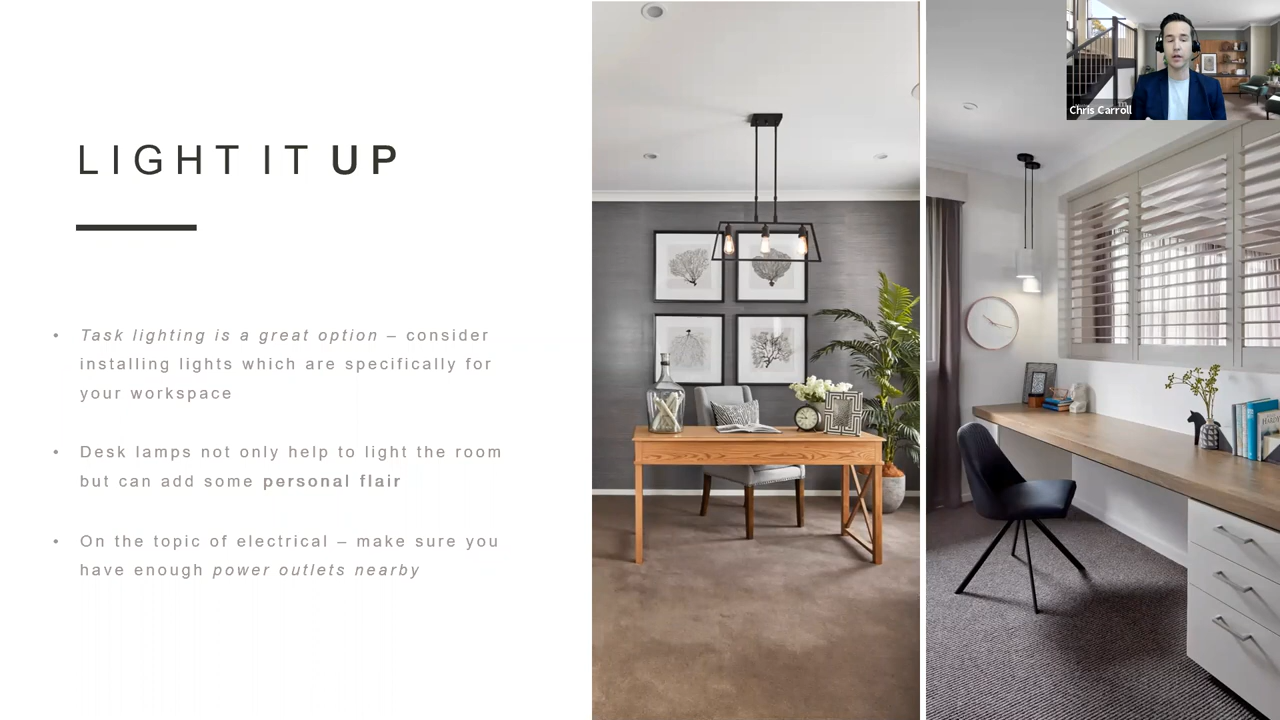 LIGHT IT UP
• Task lighting is a great option – consider
installing lights which are specifically for
your workspace
• Desk lamps not only help to light the room
but can add some personal flair
• On the topic of electrical – make sure you
have enough power outlets nearby
Chris Carroll